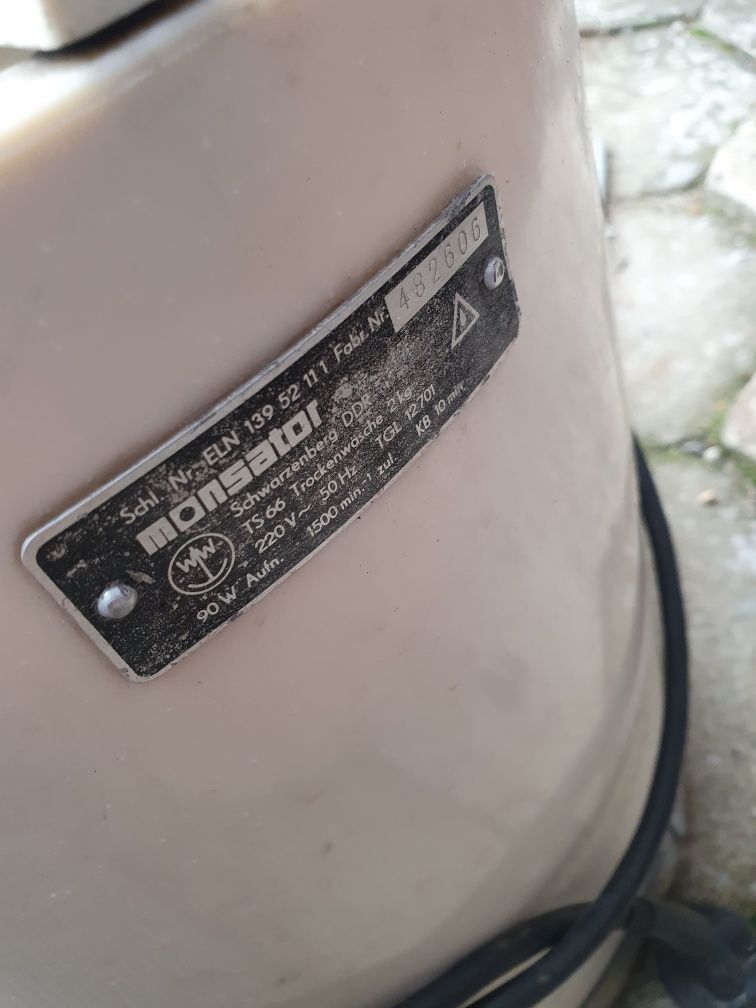 Schl. Nr. ELN 139 52 11 1 Fabr. Nr. 482606
monsator
Schwarzenberg DDR
TS 66 Trockenwäsche 2 kg
WW 220 V~ 50 Hz TGL 12701
90 W Aufn. 1500 min-1 zul. KB 10 min